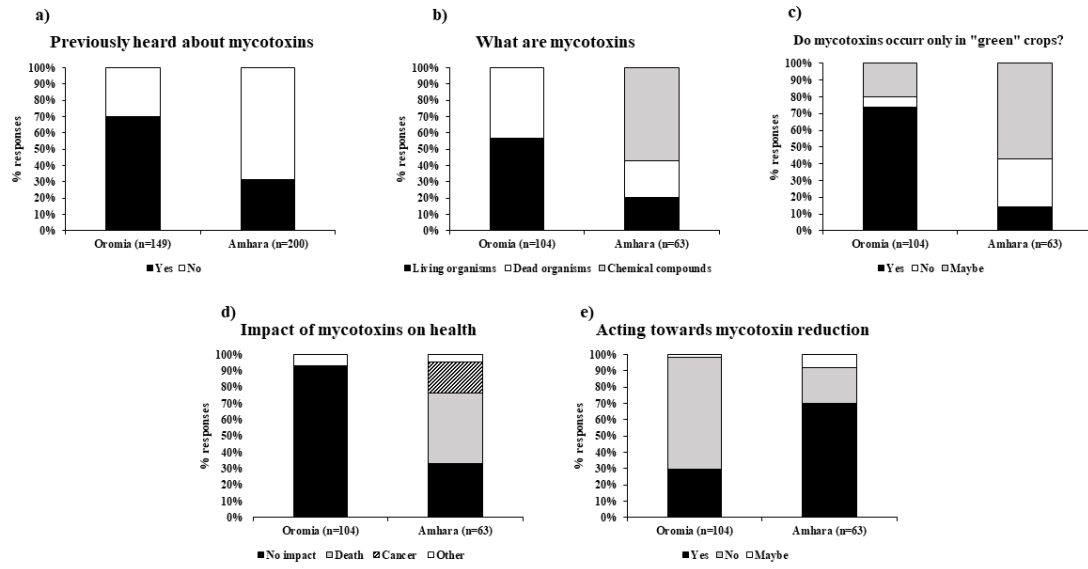 a)
Previously heard about mycotoxins
100%
90%
80%
70%
60%
50%
40%
30%
20%
10%
0%
% responses
Oromia (n=149) Amhara (n=200)
Yes No
b)
What are mycotoxins
100%
90%
80%
70%
60%
50%
40%
30%
20%
10%
0%
% responses
Oromia (n=104) Amhara (n=63)
Living organisms Dead organisms Chemical compounds
c)
Do mycotoxins occurr only in "green" crops?
100%
90%
80%
70%
60%
50%
40%
30%
20%
10%
0%
% responses
Oromia (n=104) Amhara (n=63)
Yes No Maybe
d)
Impact of mycotoxins on health
100%
90%
80%
70%
60%
50%
40%
30%
20%
10%
0%
% responses
Oromia (n=104) Amhara (n=63)
No impact Death Cancer Other
e)
Acting towards mycotoxin reduction
100%
90%
80%
70%
60%
50%
40%
30%
20%
10%
0%
% responses
Oromia (n=104) Amhara (n=63)
Yes No Maybe